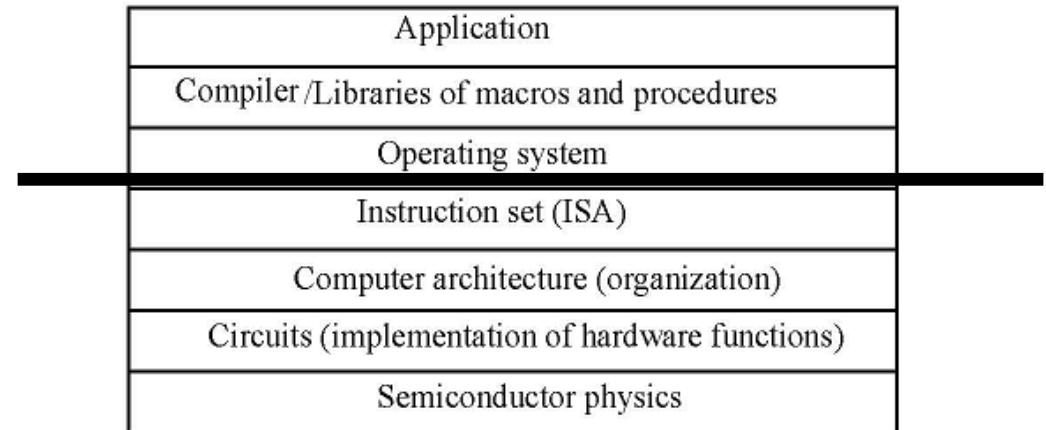 Application
Compiler/Libraries of macros and procedures
Operating system
Instruction set (ISA)
Computer architecture (organization)
Circuits (implementation of hardware functions)
Semiconductor physics